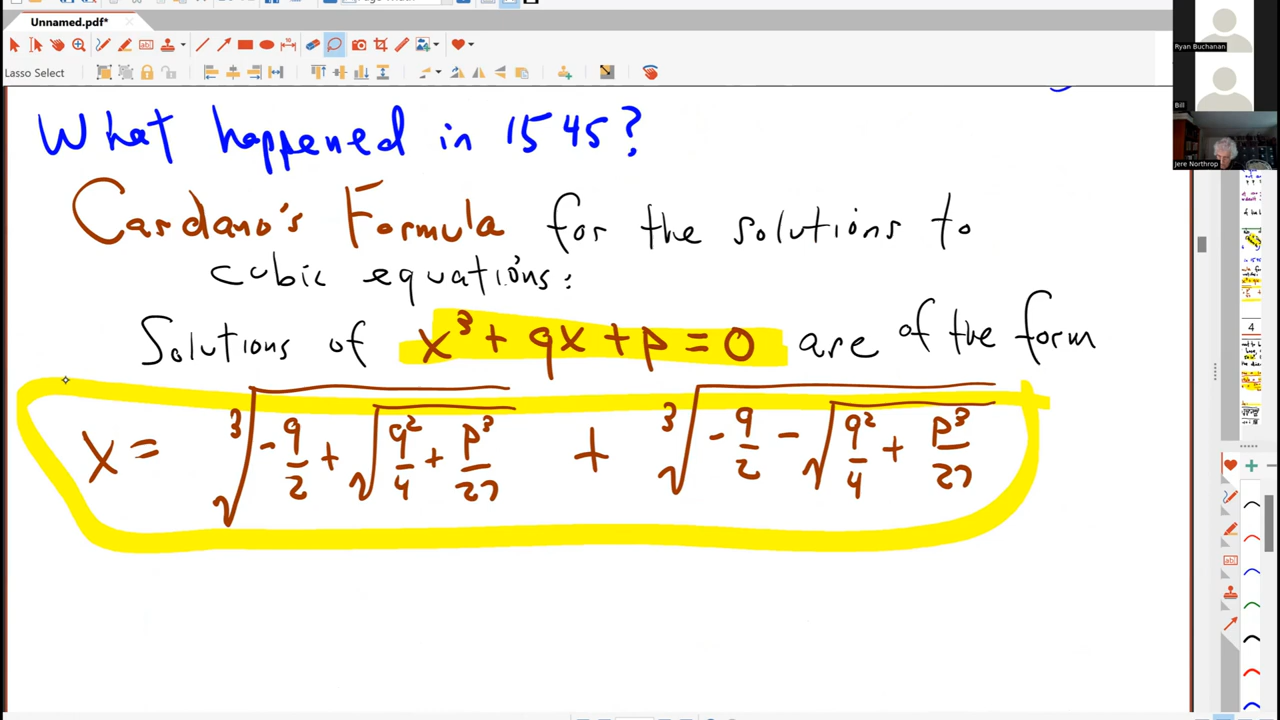 Unnamed.pdf*
Lasso Select
Ryan Buchanan
Bill
Jere Northrop
What happened in 1545?
Cardano's Formula for the solutions to
cubic equations:
Solutions of x³ + qx + p = 0 are of the form
x = ∛(-q/2 + √(q²/4 + p³/27)) + ∛(-q/2 - √(q²/4 + p³/27))
4